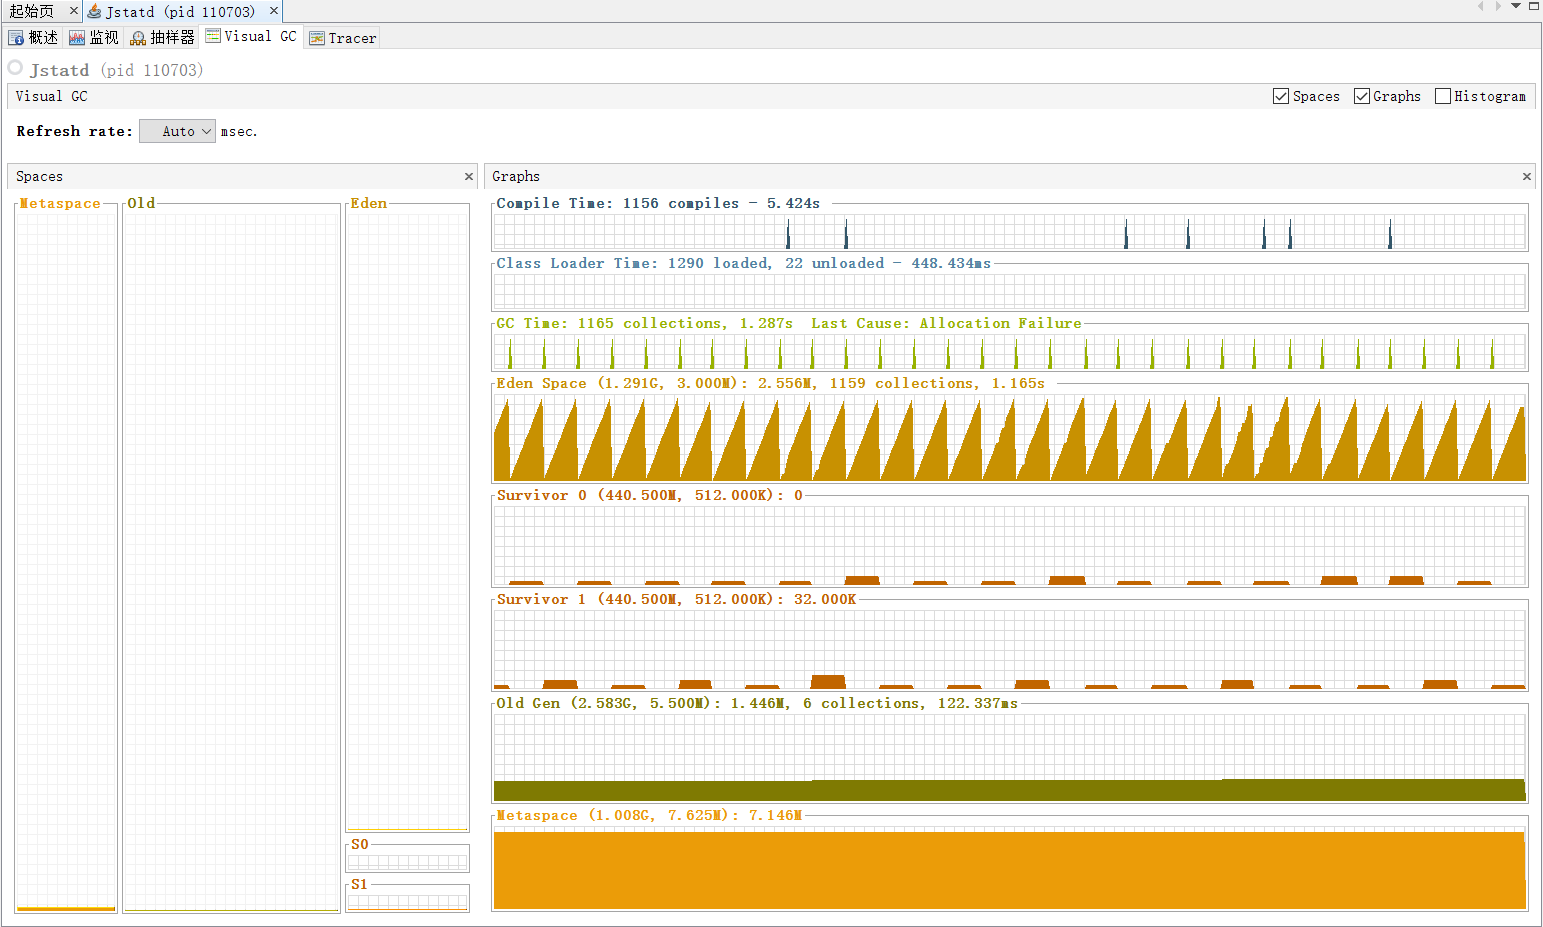 起始页 × Jstatd (pid 110703) ×
概述 监视 抽样器 Visual GC Tracer
Jstatd (pid 110703)
Visual GC Spaces Graphs Histogram
Refresh rate: Auto msec.
Spaces ×
Metaspace Old Eden
S0
S1
Graphs ×
Compile Time: 1156 compiles - 5.424s
Class Loader Time: 1290 loaded, 22 unloaded - 448.434ms
GC Time: 1165 collections, 1.287s Last Cause: Allocation Failure
Eden Space (1.291G, 3.000M): 2.556M, 1159 collections, 1.165s
Survivor 0 (440.500M, 512.000K): 0
Survivor 1 (440.500M, 512.000K): 32.000K
Old Gen (2.583G, 5.500M): 1.446M, 6 collections, 122.337ms
Metaspace (1.008G, 7.625M): 7.146M